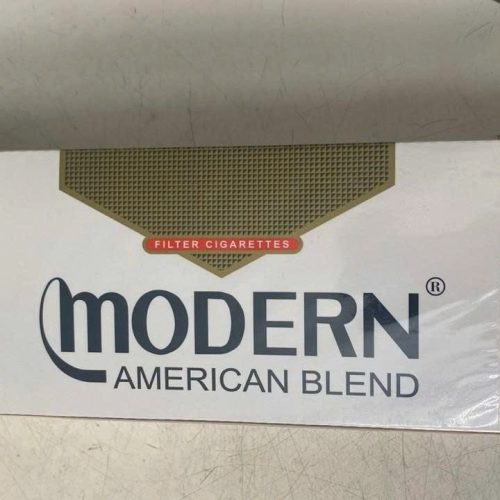 FILTER CIGARETTES
MODERN®
AMERICAN BLEND